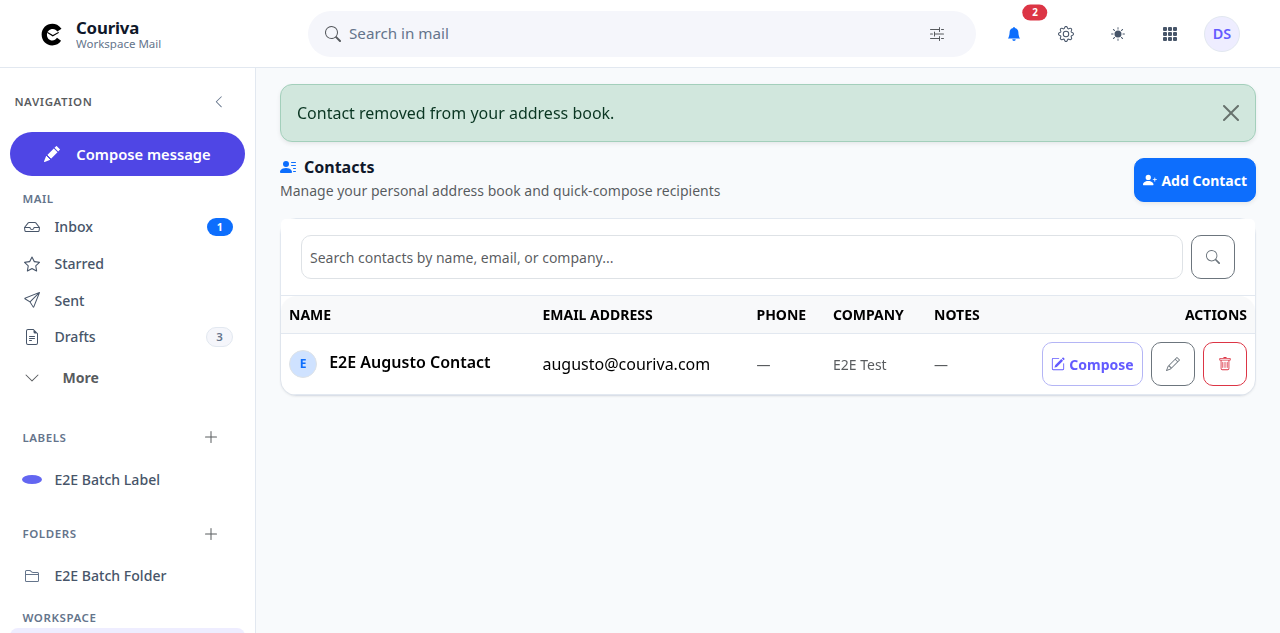 Couriva
Workspace Mail
Search in mail
2
DS
NAVIGATION
Compose message
MAIL
Inbox 1
Starred
Sent
Drafts 3
More
LABELS
E2E Batch Label
FOLDERS
E2E Batch Folder
WORKSPACE
Contact removed from your address book.
Contacts
Manage your personal address book and quick-compose recipients
Add Contact
Search contacts by name, email, or company...
NAME EMAIL ADDRESS PHONE COMPANY NOTES ACTIONS
E E2E Augusto Contact augusto@couriva.com — E2E Test — Compose